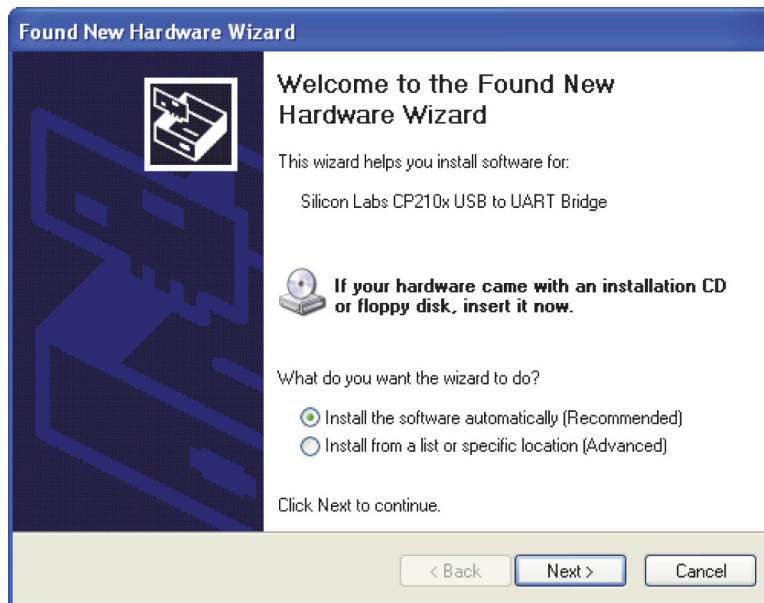 Found New Hardware Wizard
Welcome to the Found New
Hardware Wizard
This wizard helps you install software for:
Silicon Labs CP210x USB to UART Bridge
If your hardware came with an installation CD
or floppy disk, insert it now.
What do you want the wizard to do?
Install the software automatically (Recommended)
Install from a list or specific location (Advanced)
Click Next to continue.
< Back Next > Cancel